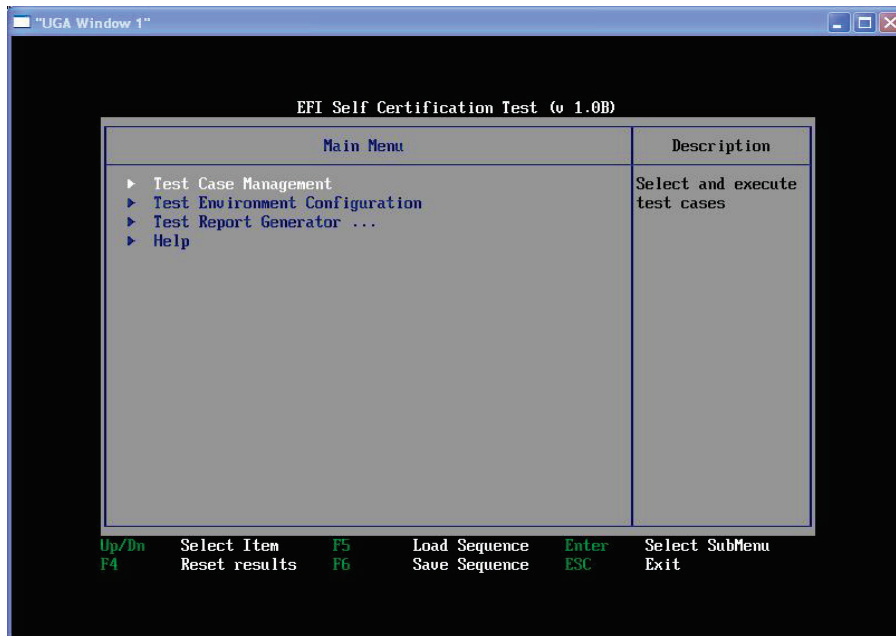 "UGA Window 1"
EFI Self Certification Test (v 1.0B)
Main Menu
Description
Test Case Management
Test Environment Configuration
Test Report Generator ...
Help
Select and execute
test cases
Up/Dn Select Item F5 Load Sequence Enter Select SubMenu
F4 Reset results F6 Save Sequence ESC Exit